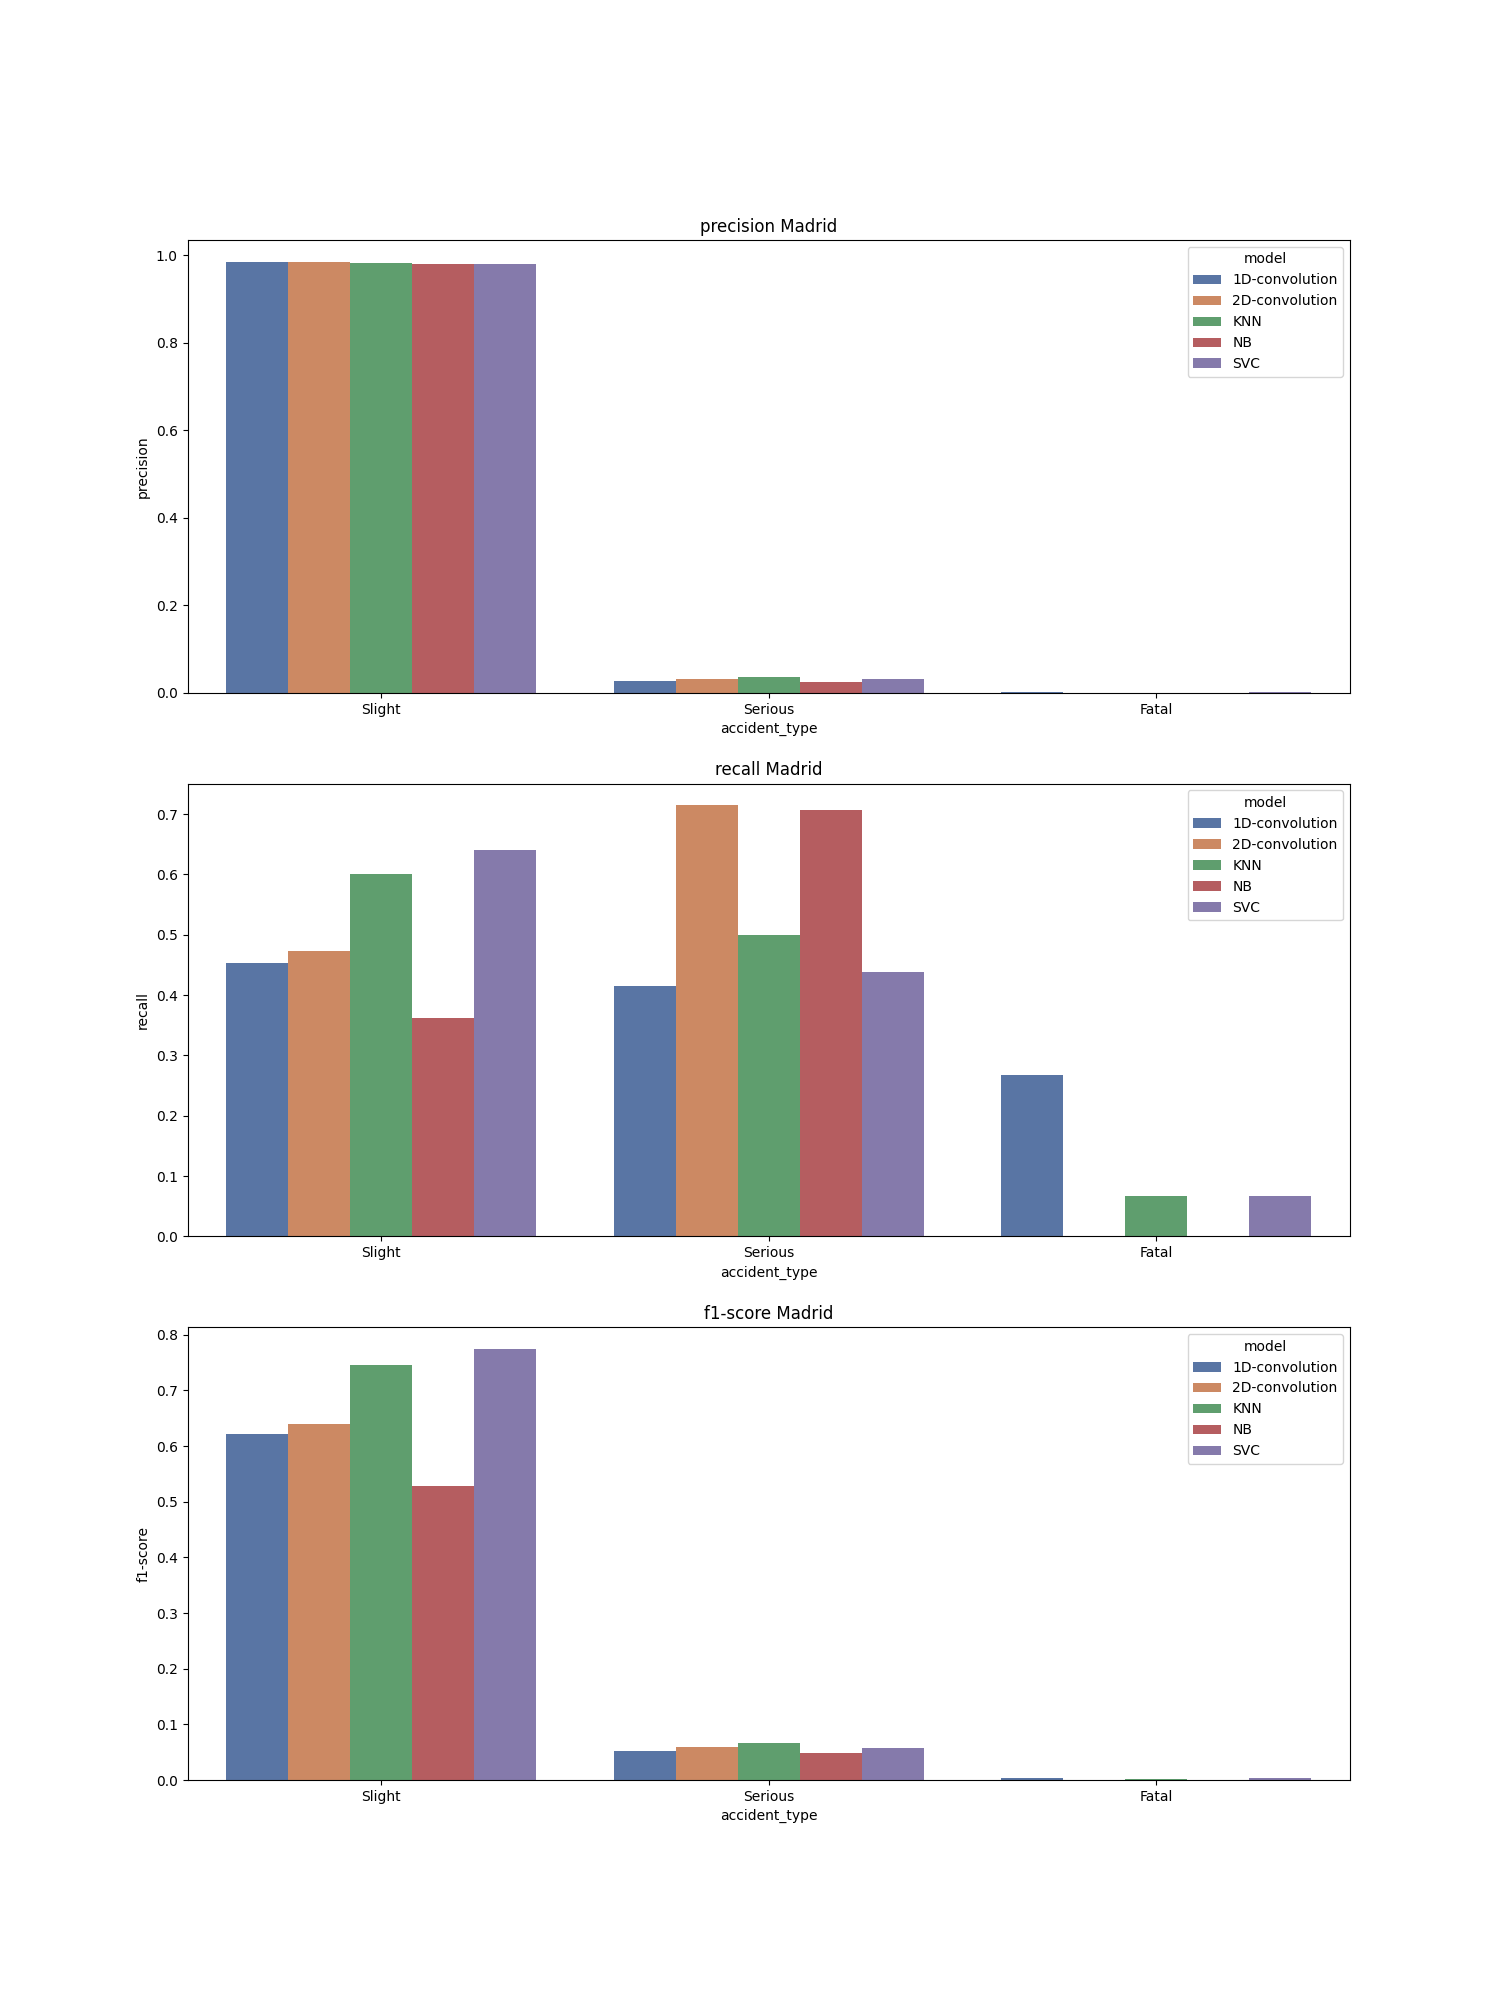 precision Madrid
1.0
0.8
0.6
0.4
0.2
0.0
precision
model
1D-convolution
2D-convolution
KNN
NB
SVC
Slight Serious Fatal
accident_type
recall Madrid
0.7
0.6
0.5
0.4
0.3
0.2
0.1
0.0
recall
model
1D-convolution
2D-convolution
KNN
NB
SVC
Slight Serious Fatal
accident_type
f1-score Madrid
0.8
0.7
0.6
0.5
0.4
0.3
0.2
0.1
0.0
f1-score
model
1D-convolution
2D-convolution
KNN
NB
SVC
Slight Serious Fatal
accident_type